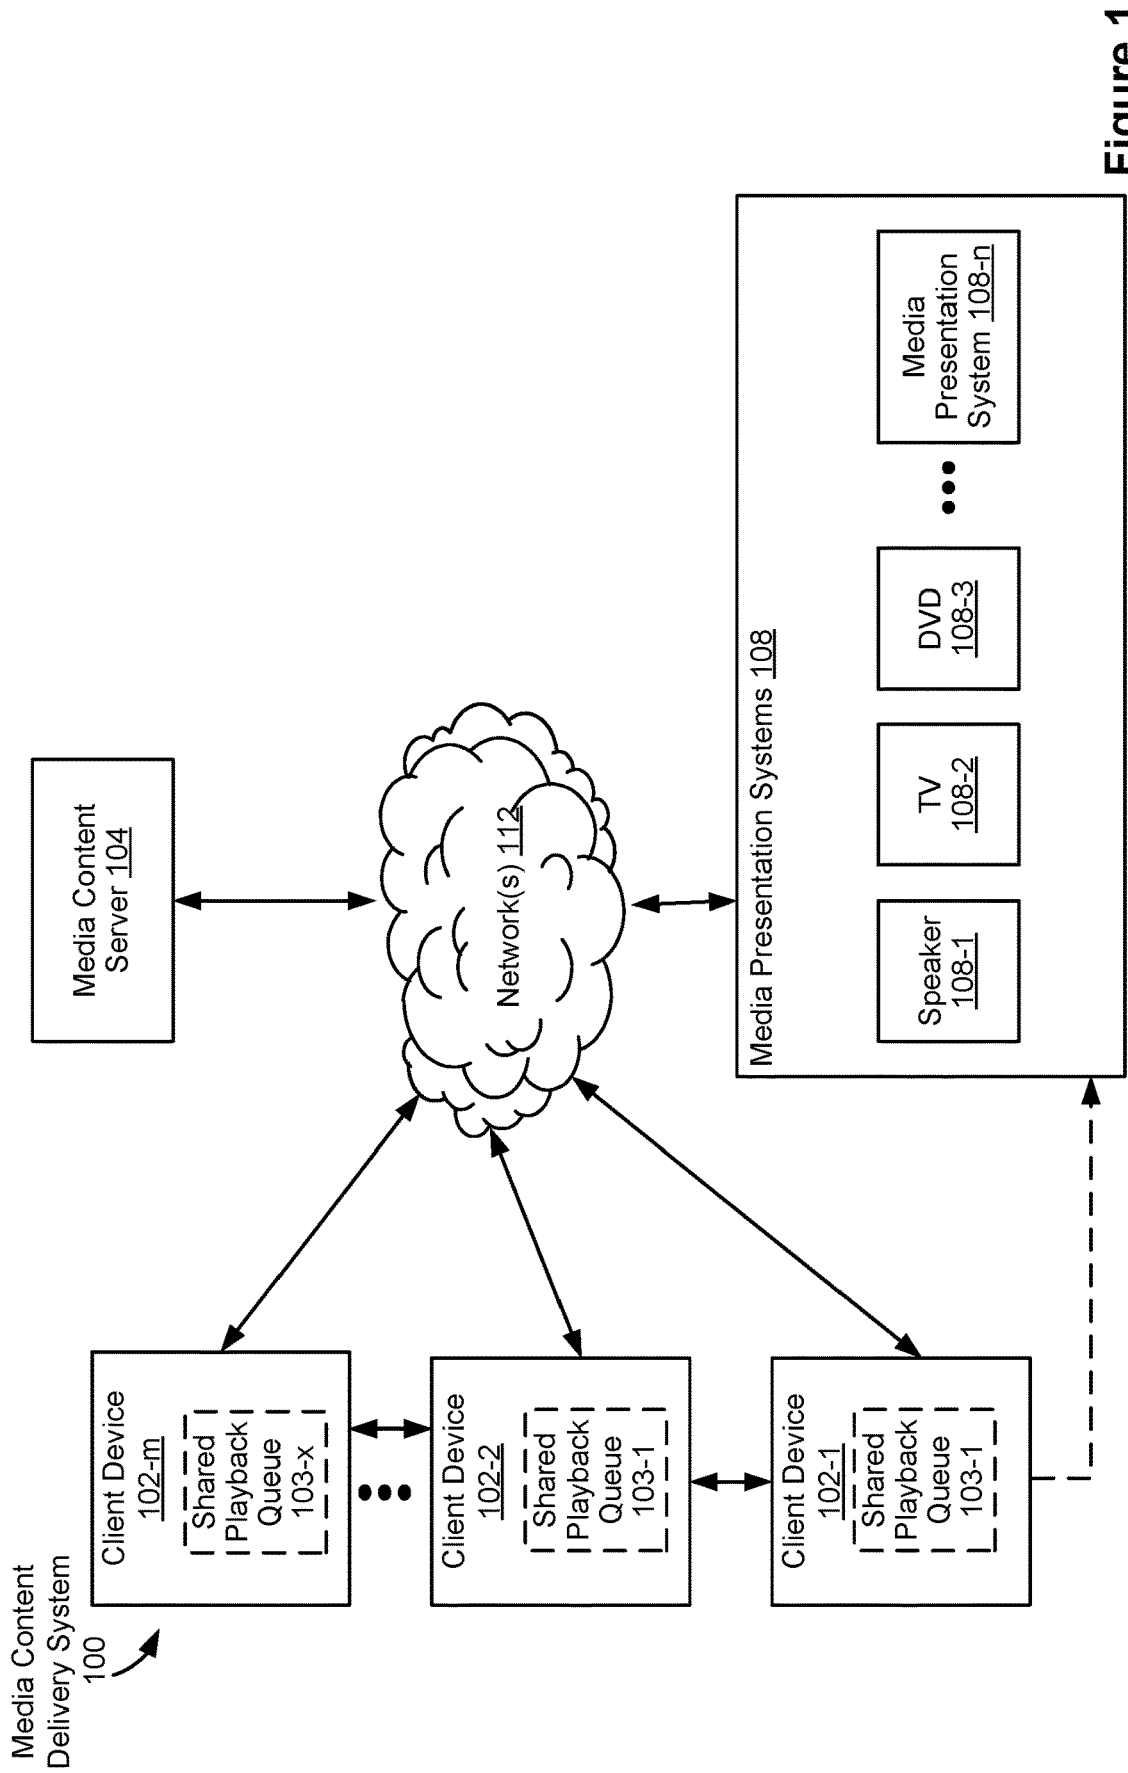 Media Content
Delivery System
100
Client Device
102-m
Shared
Playback
Queue
103-x
Client Device
102-2
Shared
Playback
Queue
103-1
Client Device
102-1
Shared
Playback
Queue
103-1
Media Content
Server 104
Network(s) 112
Media Presentation Systems 108
Speaker
108-1
TV
108-2
DVD
108-3
Media
Presentation
System 108-n
Figure 1